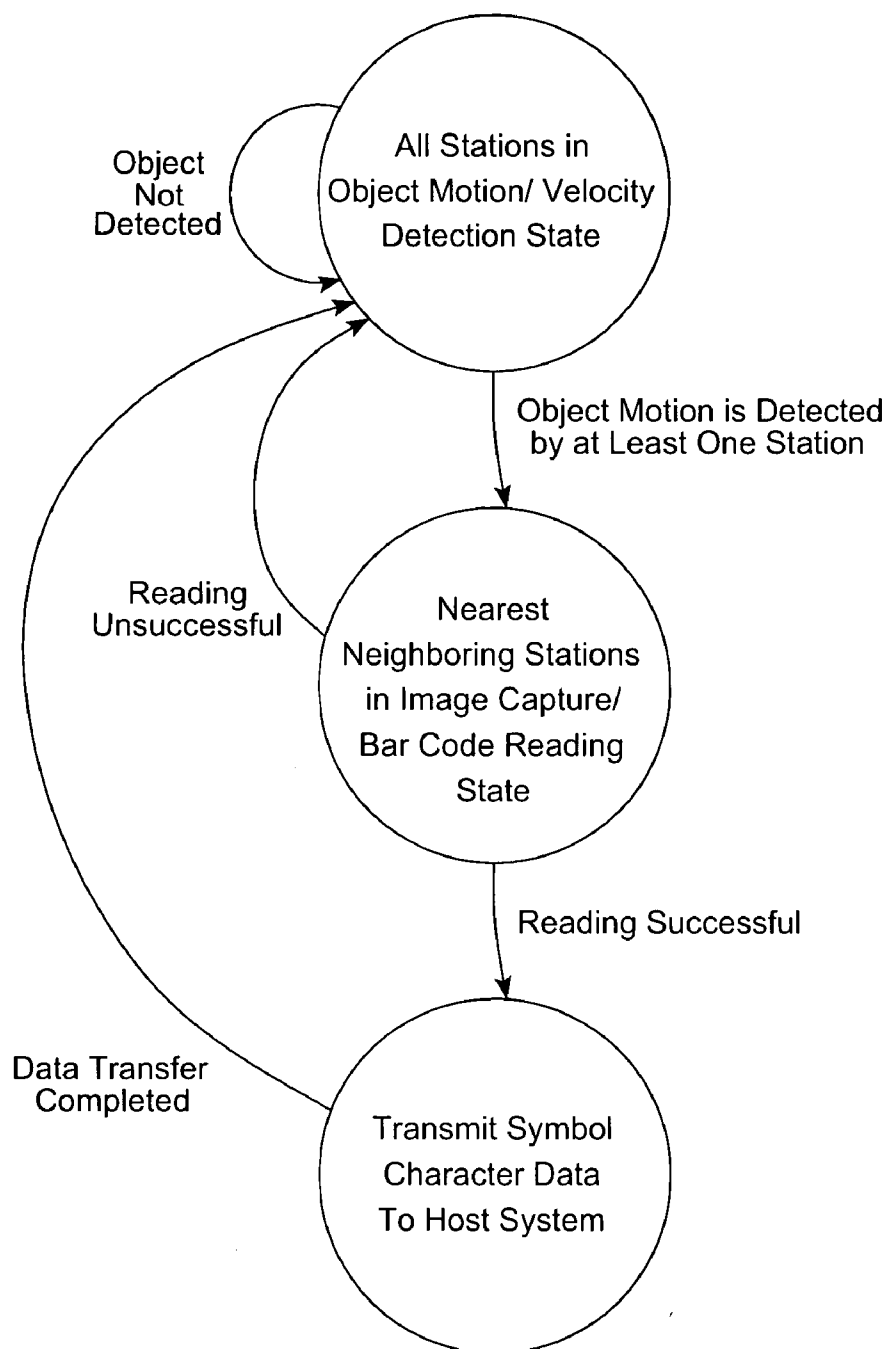 All Stations in
Object Motion/ Velocity
Detection State
Object
Not
Detected
Object Motion is Detected
by at Least One Station
Nearest
Neighboring Stations
in Image Capture/
Bar Code Reading
State
Reading
Unsuccessful
Reading Successful
Transmit Symbol
Character Data
To Host System
Data Transfer
Completed